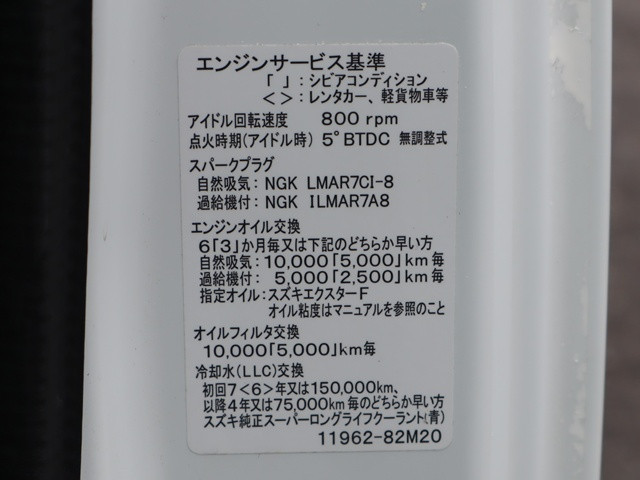 エンジンサービス基準
「 」：シビアコンディション
＜ ＞：レンタカー、軽貨物車等
アイドル回転速度 800 rpm
点火時期(アイドル時) 5°BTDC 無調整式
スパークプラグ
自然吸気：NGK LMAR7CI-8
過給機付：NGK ILMAR7A8
エンジンオイル交換
6「3」か月毎又は下記のどちらか早い方
自然吸気：10,000「5,000」km毎
過給機付： 5,000「2,500」km毎
指定オイル：スズキエクスターF
オイル粘度はマニュアルを参照のこと
オイルフィルタ交換
10,000「5,000」km毎
冷却水(LLC)交換
初回7＜6＞年又は150,000km、
以降4年又は75,000km毎のどちらか早い方
スズキ純正スーパーロングライフクーラント(青)
11962-82M20